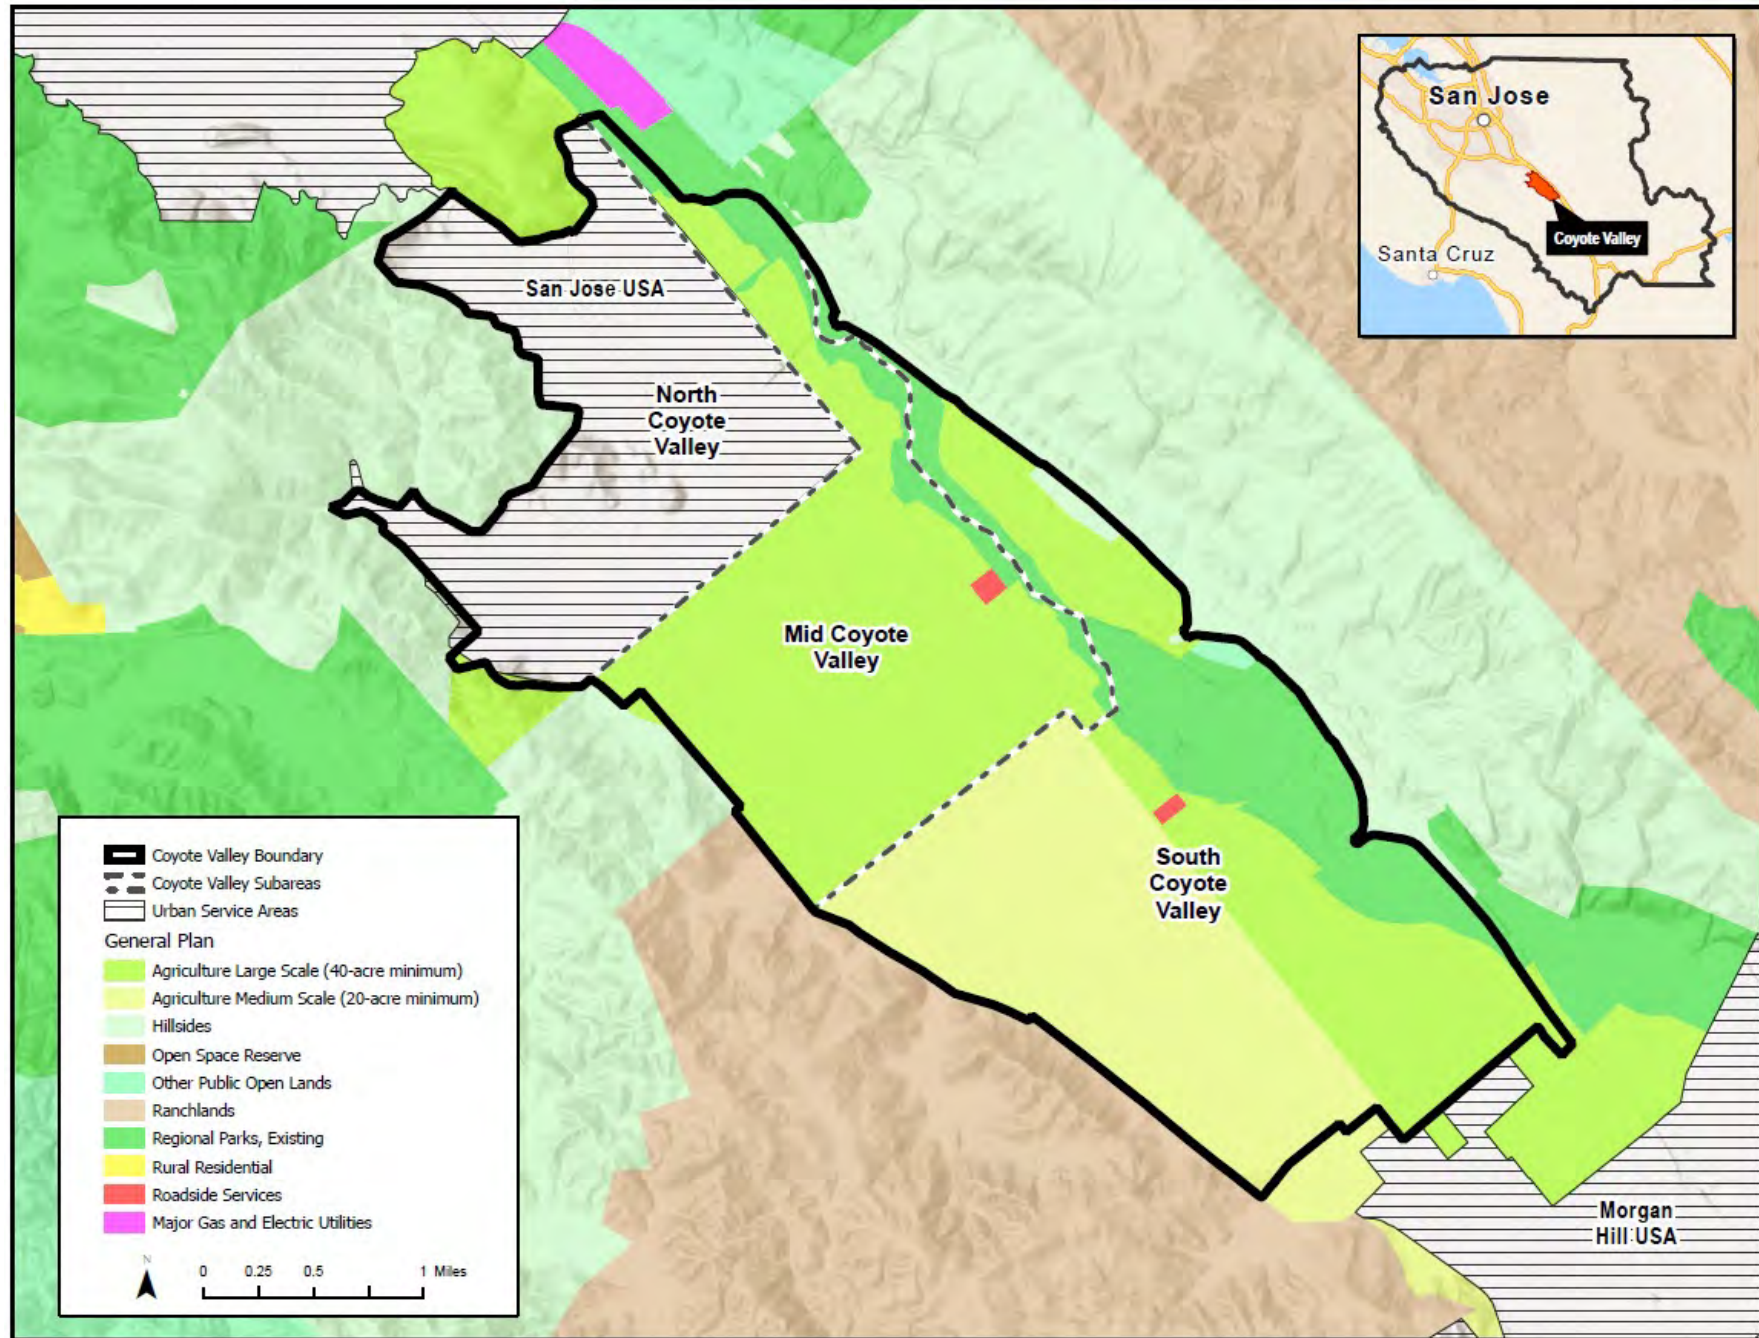 San Jose
Coyote Valley
Santa Cruz
San Jose USA
North
Coyote
Valley
Mid Coyote
Valley
South
Coyote
Valley
Morgan
Hill USA
Coyote Valley Boundary
Coyote Valley Subareas
Urban Service Areas
General Plan
Agriculture Large Scale (40-acre minimum)
Agriculture Medium Scale (20-acre minimum)
Hillsides
Open Space Reserve
Other Public Open Lands
Ranchlands
Regional Parks, Existing
Rural Residential
Roadside Services
Major Gas and Electric Utilities
N
0 0.25 0.5 1 Miles